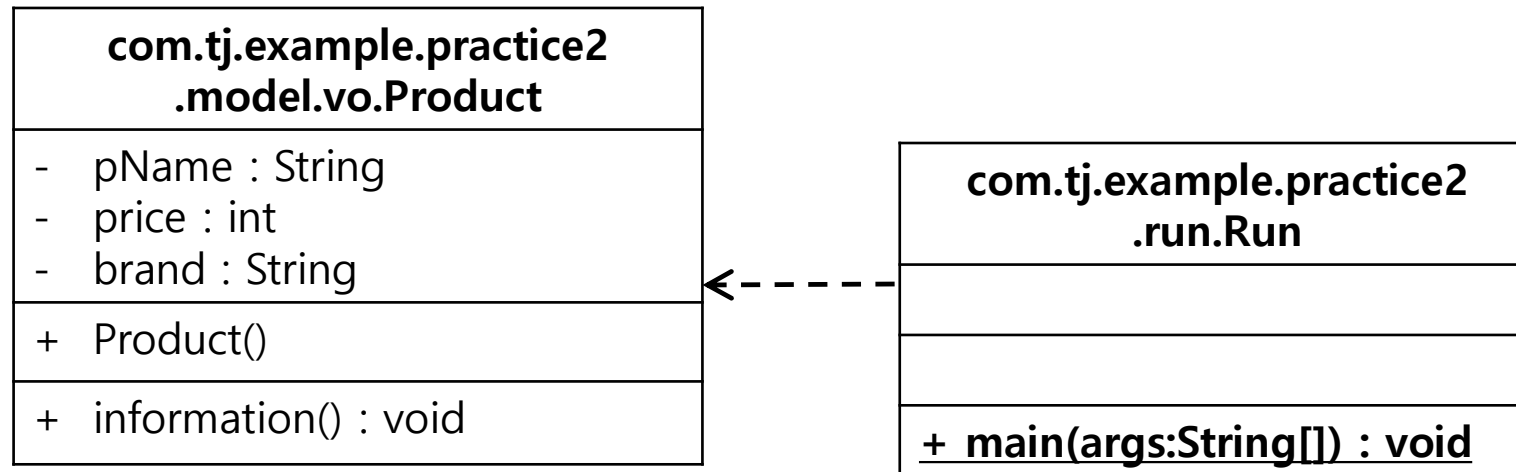 com.tj.example.practice2
.model.vo.Product
- pName : String
- price : int
- brand : String
+ Product()
+ information() : void
com.tj.example.practice2
.run.Run
+ main(args:String[]) : void